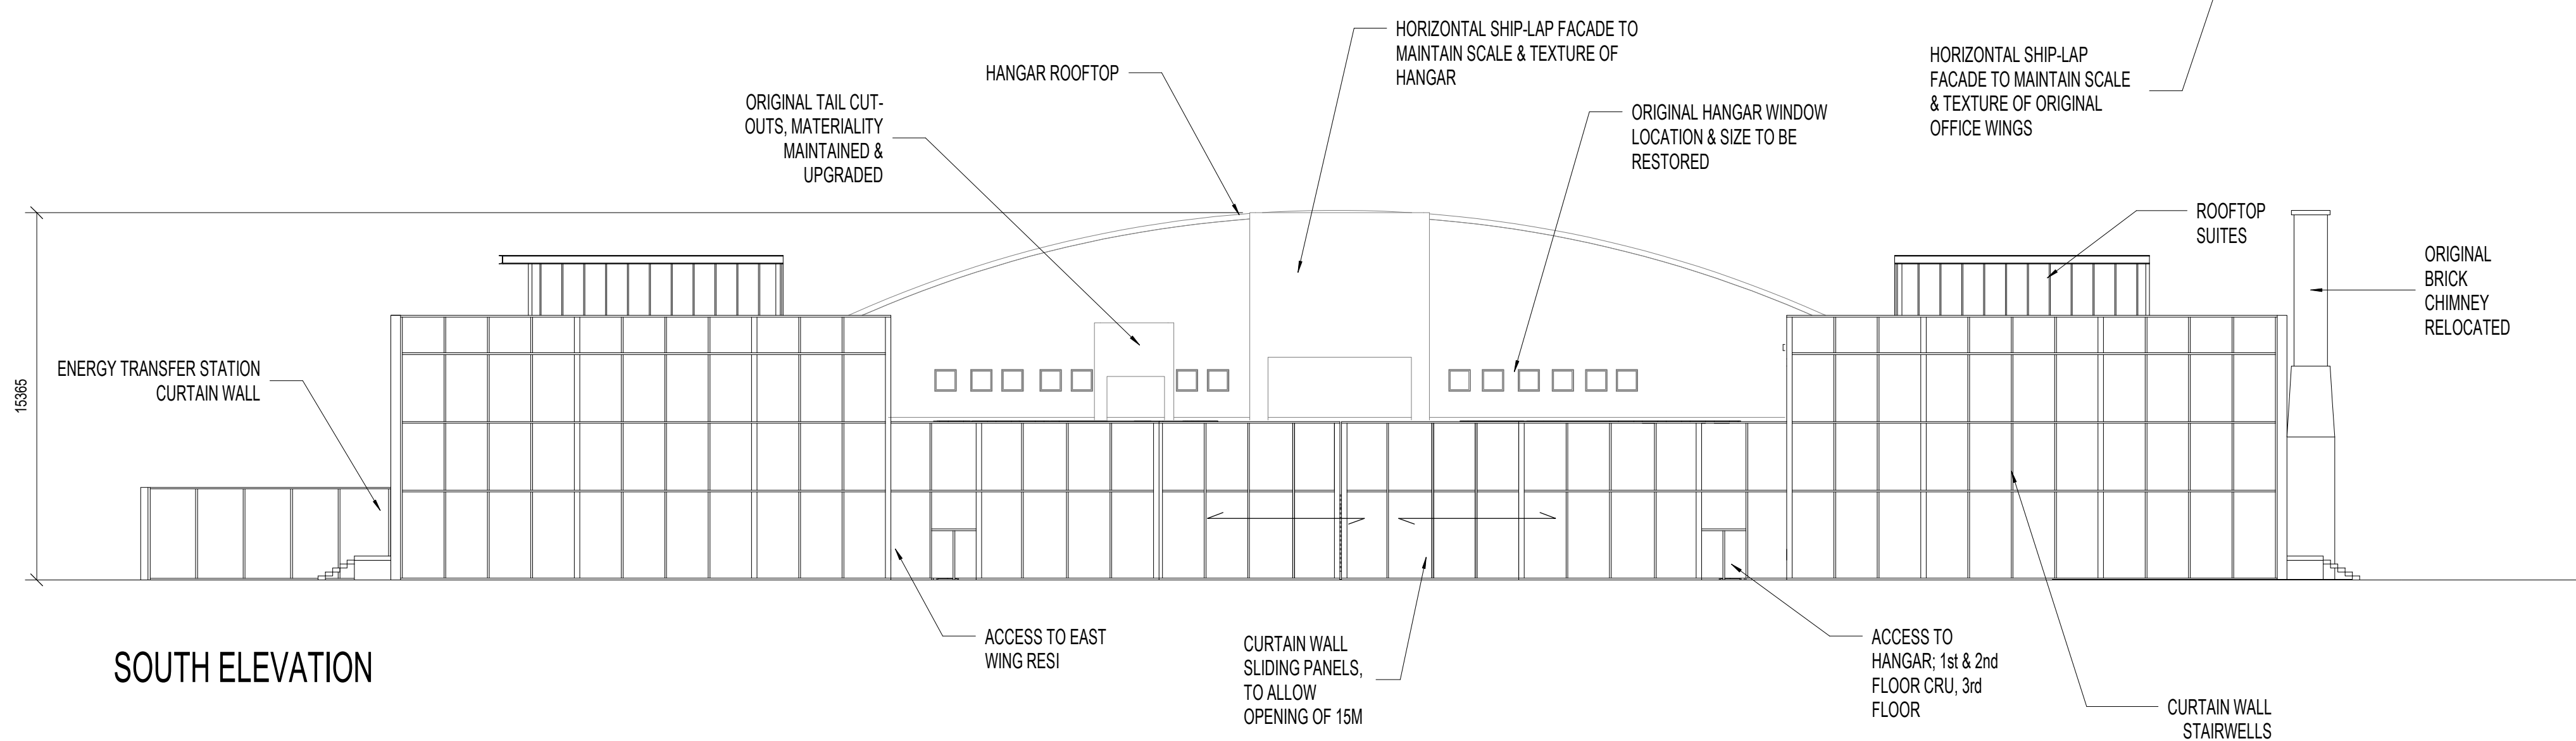 HORIZONTAL SHIP-LAP FACADE TO
MAINTAIN SCALE & TEXTURE OF
HANGAR
HORIZONTAL SHIP-LAP
FACADE TO MAINTAIN SCALE
& TEXTURE OF ORIGINAL
OFFICE WINGS
HANGAR ROOFTOP
ORIGINAL TAIL CUT-
OUTS, MATERIALITY
MAINTAINED &
UPGRADED
ORIGINAL HANGAR WINDOW
LOCATION & SIZE TO BE
RESTORED
ROOFTOP
SUITES
ORIGINAL
BRICK
CHIMNEY
RELOCATED
ENERGY TRANSFER STATION
CURTAIN WALL
15365
SOUTH ELEVATION
ACCESS TO EAST
WING RESI
CURTAIN WALL
SLIDING PANELS,
TO ALLOW
OPENING OF 15M
ACCESS TO
HANGAR; 1st & 2nd
FLOOR CRU, 3rd
FLOOR
CURTAIN WALL
STAIRWELLS